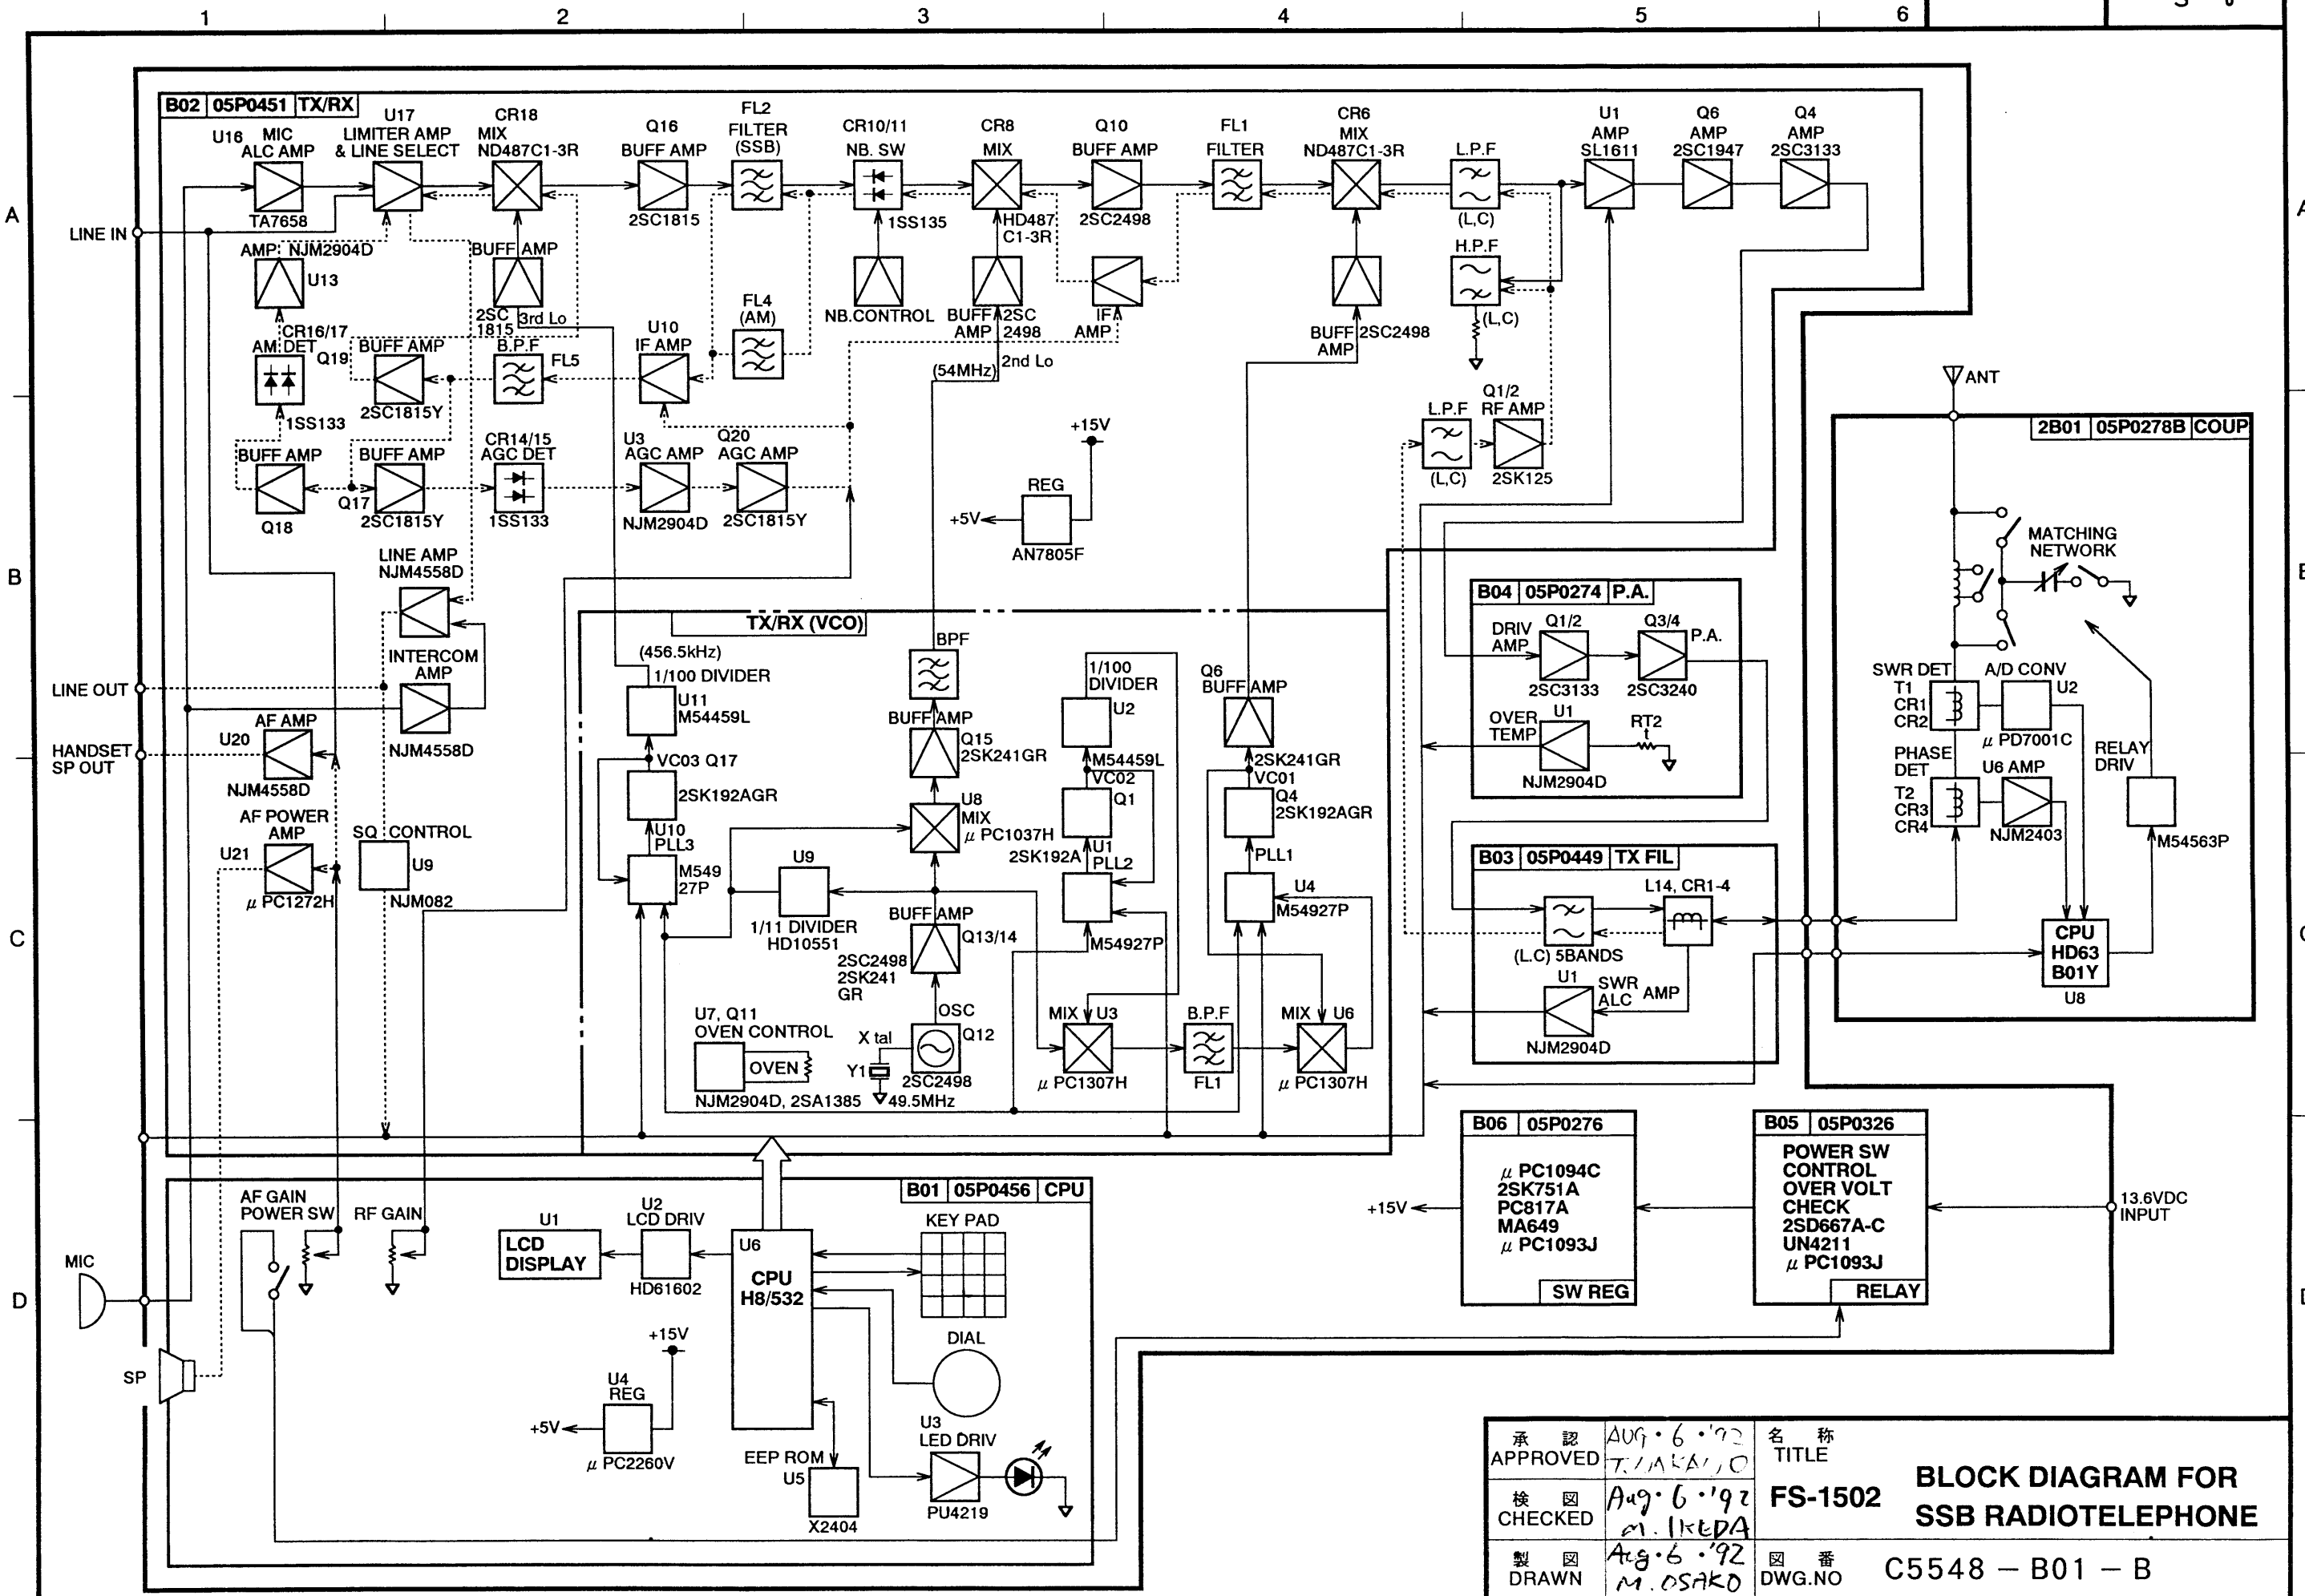 1 2 3 4 5 6
S
B02 05P0451 TX/RX
U16 MIC ALC AMP
TA7658
U17
LIMITER AMP
& LINE SELECT
CR18
MIX
ND487C1-3R
Q16
BUFF AMP
2SC1815
FL2
FILTER
(SSB)
CR10/11
NB. SW
1SS135
CR8
MIX
HD487
C1-3R
Q10
BUFF AMP
2SC2498
FL1
FILTER
CR6
MIX
ND487C1-3R
L.P.F
(L,C)
U1
AMP
SL1611
Q6
AMP
2SC1947
Q4
AMP
2SC3133
A
A
LINE IN
AMP NJM2904D
U13
BUFF AMP
2SC
1815
3rd Lo
NB.CONTROL
BUFF
AMP
2SC
2498
IF
AMP
BUFF
AMP
2SC2498
H.P.F
(L,C)
CR16/17
AM DET
1SS133
Q19
BUFF AMP
2SC1815Y
B.P.F
FL5
U10
IF AMP
FL4
(AM)
(54MHz)
2nd Lo
BUFF AMP
Q18
BUFF AMP
Q17
2SC1815Y
CR14/15
AGC DET
1SS133
U3
AGC AMP
NJM2904D
Q20
AGC AMP
2SC1815Y
+15V
REG
+5V
AN7805F
L.P.F
(L,C)
Q1/2
RF AMP
2SK125
ANT
2B01 05P0278B COUP
MATCHING
NETWORK
SWR DET
T1
CR1
CR2
A/D CONV
U2
μ PD7001C
PHASE
DET
T2
CR3
CR4
U6 AMP
NJM2403
RELAY
DRIV
M54563P
CPU
HD63
B01Y
U8
B
LINE AMP
NJM4558D
INTERCOM
AMP
NJM4558D
LINE OUT
HANDSET
SP OUT
AF AMP
U20
NJM4558D
AF POWER
AMP
U21
μ PC1272H
SQ CONTROL
U9
NJM082
TX/RX (VCO)
(456.5kHz)
1/100 DIVIDER
U11
M54459L
VC03 Q17
2SK192AGR
U10
PLL3
M549
27P
BPF
BUFF AMP
Q15
2SK241GR
U8
MIX
μ PC1037H
U9
1/11 DIVIDER
HD10551
BUFF AMP
Q13/14
2SC2498
2SK241
GR
OSC
Q12
2SC2498
X tal
Y1
49.5MHz
U7, Q11
OVEN CONTROL
OVEN
NJM2904D, 2SA1385
1/100
DIVIDER
U2
M54459L
VC02
Q1
2SK192A
U1
PLL2
M54927P
MIX U3
μ PC1307H
B.P.F
FL1
Q6
BUFF AMP
2SK241GR
VC01
Q4
2SK192AGR
PLL1
U4
M54927P
MIX U6
μ PC1307H
B04 05P0274 P.A.
DRIV
AMP
Q1/2
2SC3133
Q3/4
P.A.
2SC3240
OVER
TEMP
U1
NJM2904D
RT2
t
B03 05P0449 TX FIL
L14, CR1-4
(L.C) 5BANDS
U1
SWR
ALC AMP
NJM2904D
C
B06 05P0276
μ PC1094C
2SK751A
PC817A
MA649
μ PC1093J
SW REG
+15V
B05 05P0326
POWER SW
CONTROL
OVER VOLT
CHECK
2SD667A-C
UN4211
μ PC1093J
RELAY
13.6VDC
INPUT
D
MIC
SP
B01 05P0456 CPU
AF GAIN
POWER SW
RF GAIN
U1
LCD
DISPLAY
U2
LCD DRIV
HD61602
U6
CPU
H8/532
KEY PAD
DIAL
+15V
U4
REG
+5V
μ PC2260V
EEP ROM
U5
X2404
U3
LED DRIV
PU4219
承認
APPROVED
AUG・6・'92
検図
CHECKED
Aug・6・'92
M. IKEDA
製図
DRAWN
Aug・6・'92
M. OSAKO
名称
TITLE
FS-1502
BLOCK DIAGRAM FOR
SSB RADIOTELEPHONE
図番
DWG.NO
C5548 − B01 − B